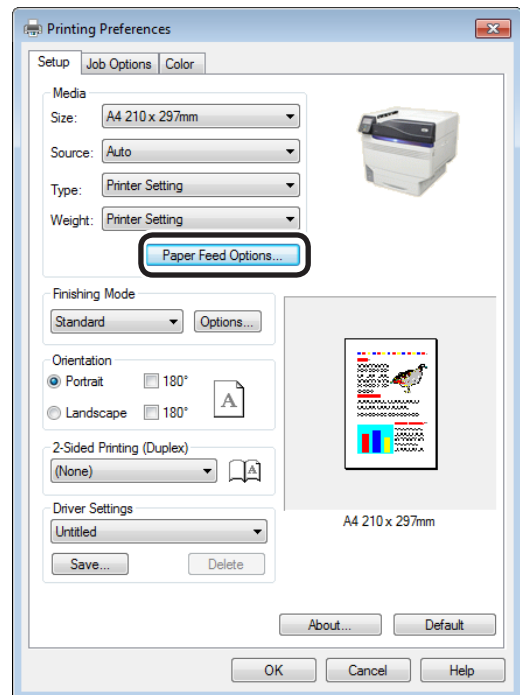 Printing Preferences
Setup Job Options Color
Media
Size: A4 210 x 297mm
Source: Auto
Type: Printer Setting
Weight: Printer Setting
Paper Feed Options...
Finishing Mode
Standard Options...
Orientation
Portrait 180°
Landscape 180°
A
2-Sided Printing (Duplex)
(None) A
Driver Settings
Untitled
Save... Delete
A4 210 x 297mm
About... Default
OK Cancel Help